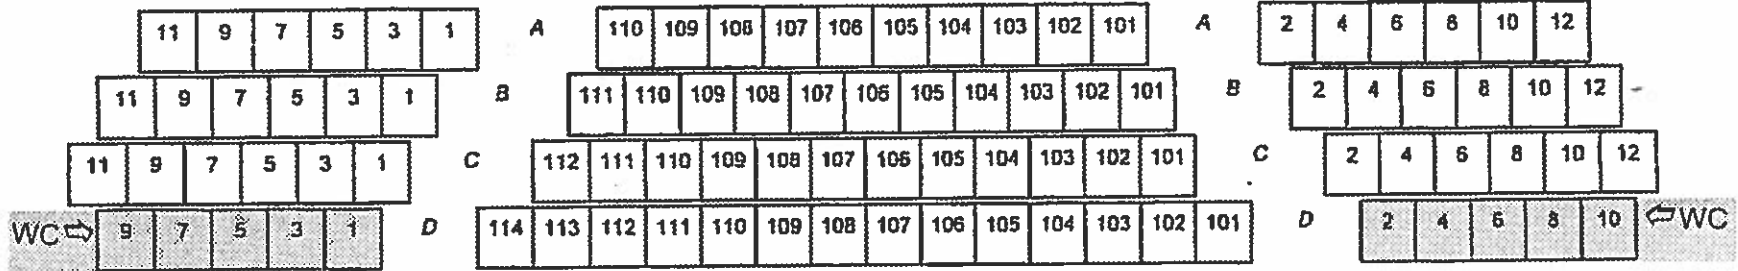 11 9 7 5 3 1 A 110 109 108 107 106 105 104 103 102 101 A 2 4 6 8 10 12
11 9 7 5 3 1 B 111 110 109 108 107 106 105 104 103 102 101 B 2 4 6 8 10 12
11 9 7 5 3 1 C 112 111 110 109 108 107 106 105 104 103 102 101 C 2 4 6 8 10 12
WC⇨ 9 7 5 3 1 D 114 113 112 111 110 109 108 107 106 105 104 103 102 101 D 2 4 6 8 10 ⇦WC